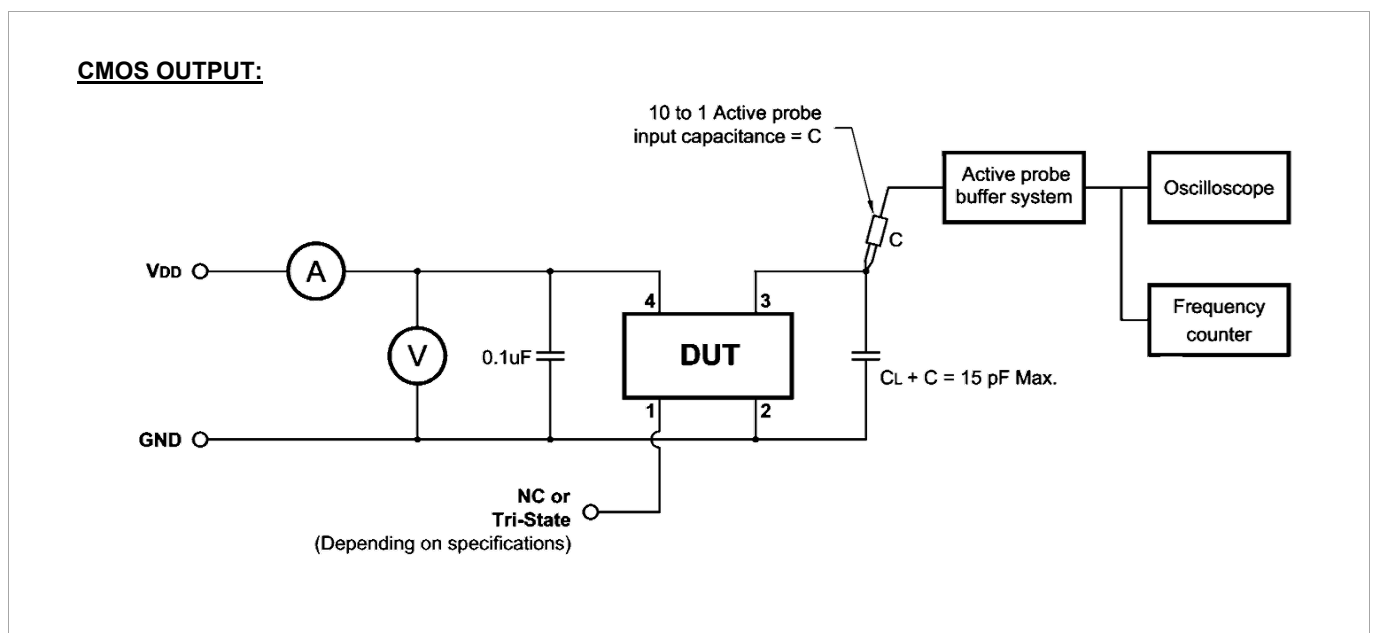 CMOS OUTPUT:
10 to 1 Active probe
input capacitance = C
Active probe
buffer system
Oscilloscope
C
VDD
A
4
3
Frequency
counter
V
0.1uF
DUT
CL + C = 15 pF Max.
1
2
GND
NC or
Tri-State
(Depending on specifications)